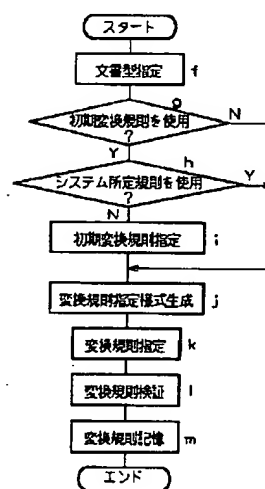 スタート
文書型指定 f
g
初期変換規則を使用 N
?
Y h
システム所定規則を使用 Y
?
N
初期変換規則指定 i
変換規則指定様式生成 j
変換規則指定 k
変換規則検証 l
変換規則記憶 m
エンド